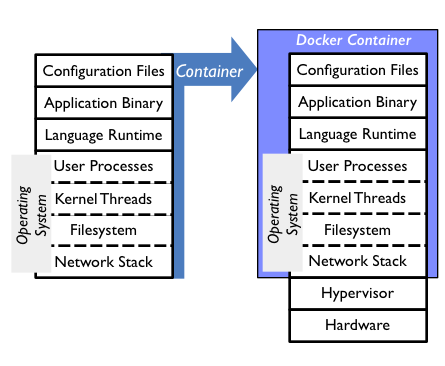 Configuration Files
Application Binary
Language Runtime
User Processes
Kernel Threads
Filesystem
Network Stack
Operating
System
Container
Docker Container
Configuration Files
Application Binary
Language Runtime
User Processes
Kernel Threads
Filesystem
Network Stack
Operating
System
Hypervisor
Hardware